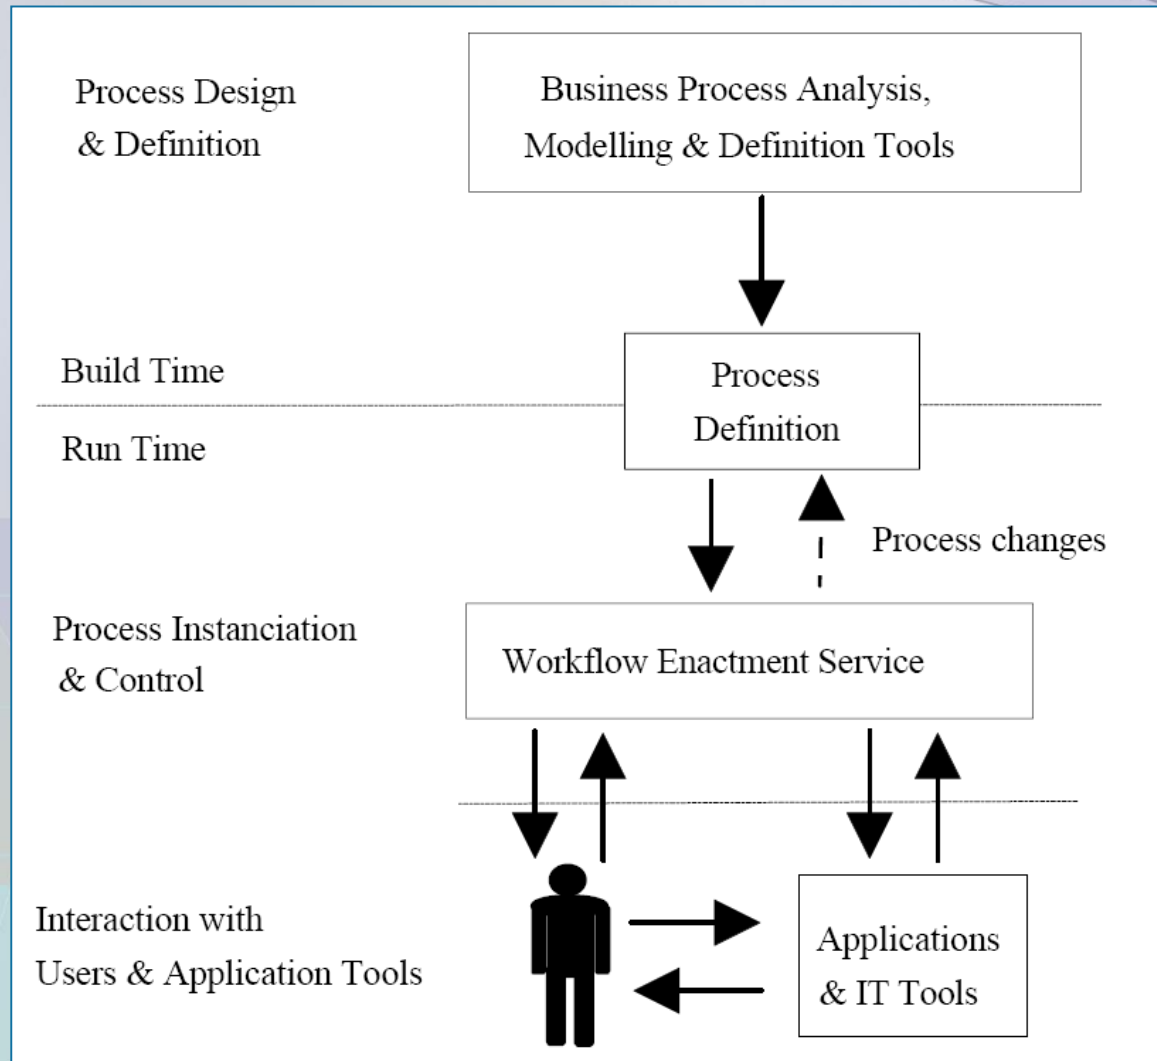 Process Design
& Definition
Business Process Analysis,
Modelling & Definition Tools
Build Time
Process
Definition
Run Time
Process changes
Process Instanciation
& Control
Workflow Enactment Service
Interaction with
Users & Application Tools
Applications
& IT Tools